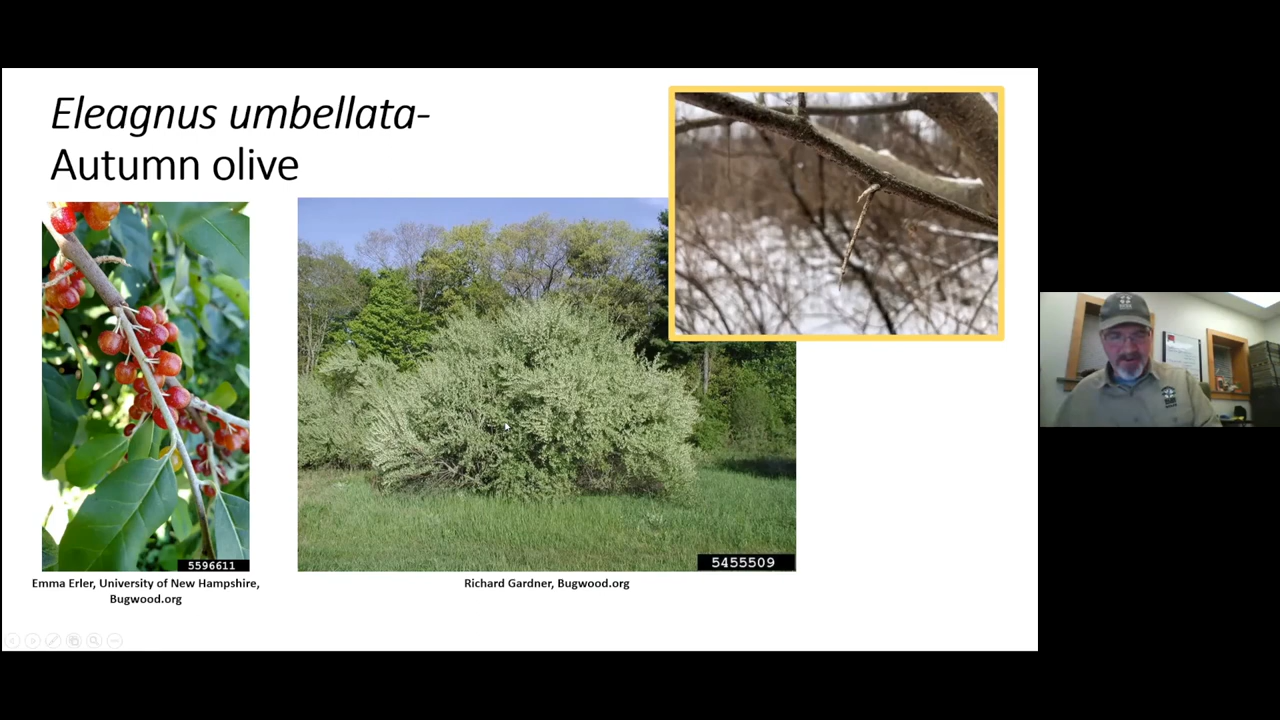 Eleagnus umbellata-
Autumn olive
5596611
Emma Erler, University of New Hampshire,
Bugwood.org
5455509
Richard Gardner, Bugwood.org